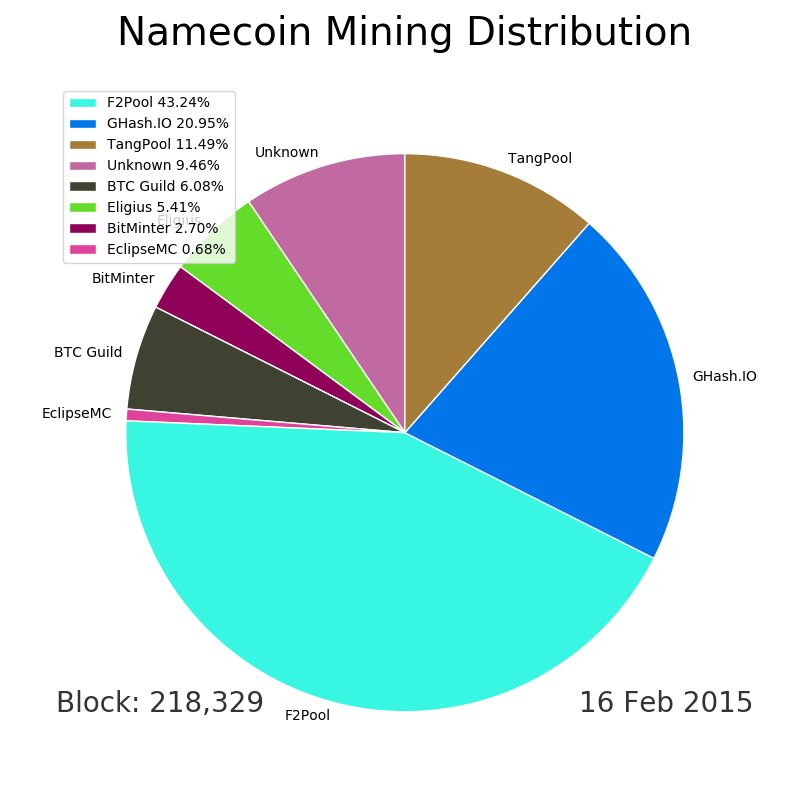 Namecoin Mining Distribution
F2Pool 43.24%
GHash.IO 20.95%
TangPool 11.49%
Unknown 9.46%
BTC Guild 6.08%
Eligius 5.41%
BitMinter 2.70%
EclipseMC 0.68%
Unknown
TangPool
Eligius
BitMinter
BTC Guild
GHash.IO
EclipseMC
Block: 218,329
F2Pool
16 Feb 2015